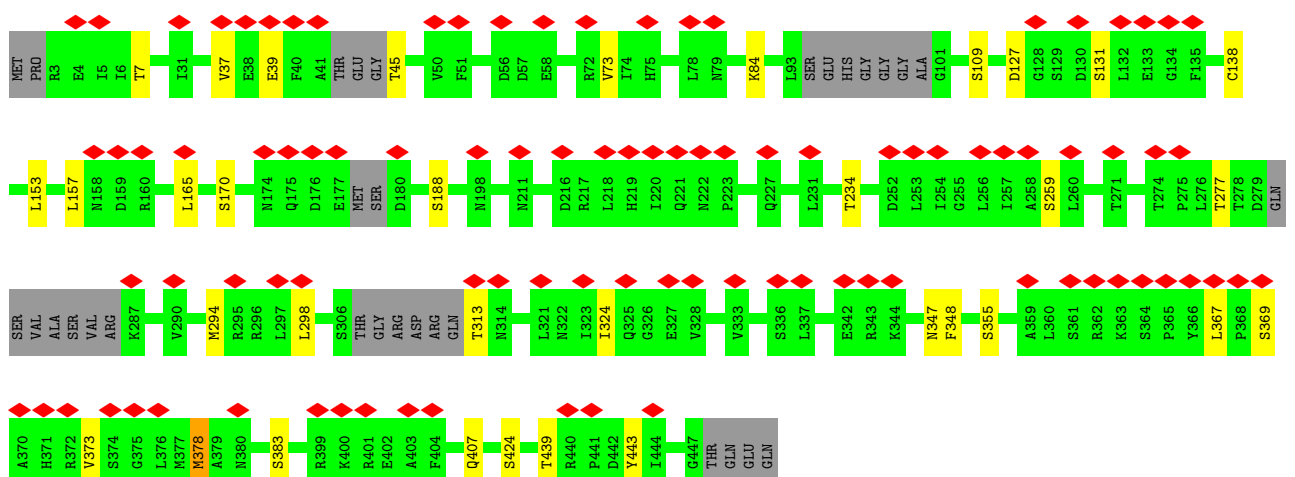 MET PRO R3 E4 I5 I6 T7 I31 V37 E38 E39 F40 A41 THR GLU GLY T45 V50 F51 D56 D57 E58 R72 V73 I74 H75 L78 N79 K84 L93 SER GLU HIS GLY GLY GLY ALA G101 S109 D127 G128 S129 D130 S131 L132 E133 G134 F135 C138
L153 L157 N158 D159 R160 L165 S170 N174 Q175 D176 E177 MET SER D180 S188 N198 N211 D216 R217 L218 H219 I220 Q221 N222 P223 Q227 L231 T234 D252 L253 I254 G255 L256 I257 A258 S259 L260 T271 T274 P275 L276 T277 T278 D279 GLN
SER VAL ALA SER VAL ARG K287 V290 M294 R295 R296 L297 L298 S306 THR GLY ARG ASP ARG GLN T313 N314 L321 N322 I323 I324 Q325 G326 E327 V328 V333 S336 L337 E342 R343 K344 N347 F348 S355 A359 L360 S361 R362 K363 S364 P365 Y366 L367 P368 S369
A370 H371 R372 V373 S374 G375 L376 M377 M378 A379 N380 S383 R399 K400 R401 E402 A403 F404 Q407 S424 T439 R440 P441 D442 Y443 I444 G447 THR GLN GLU GLN